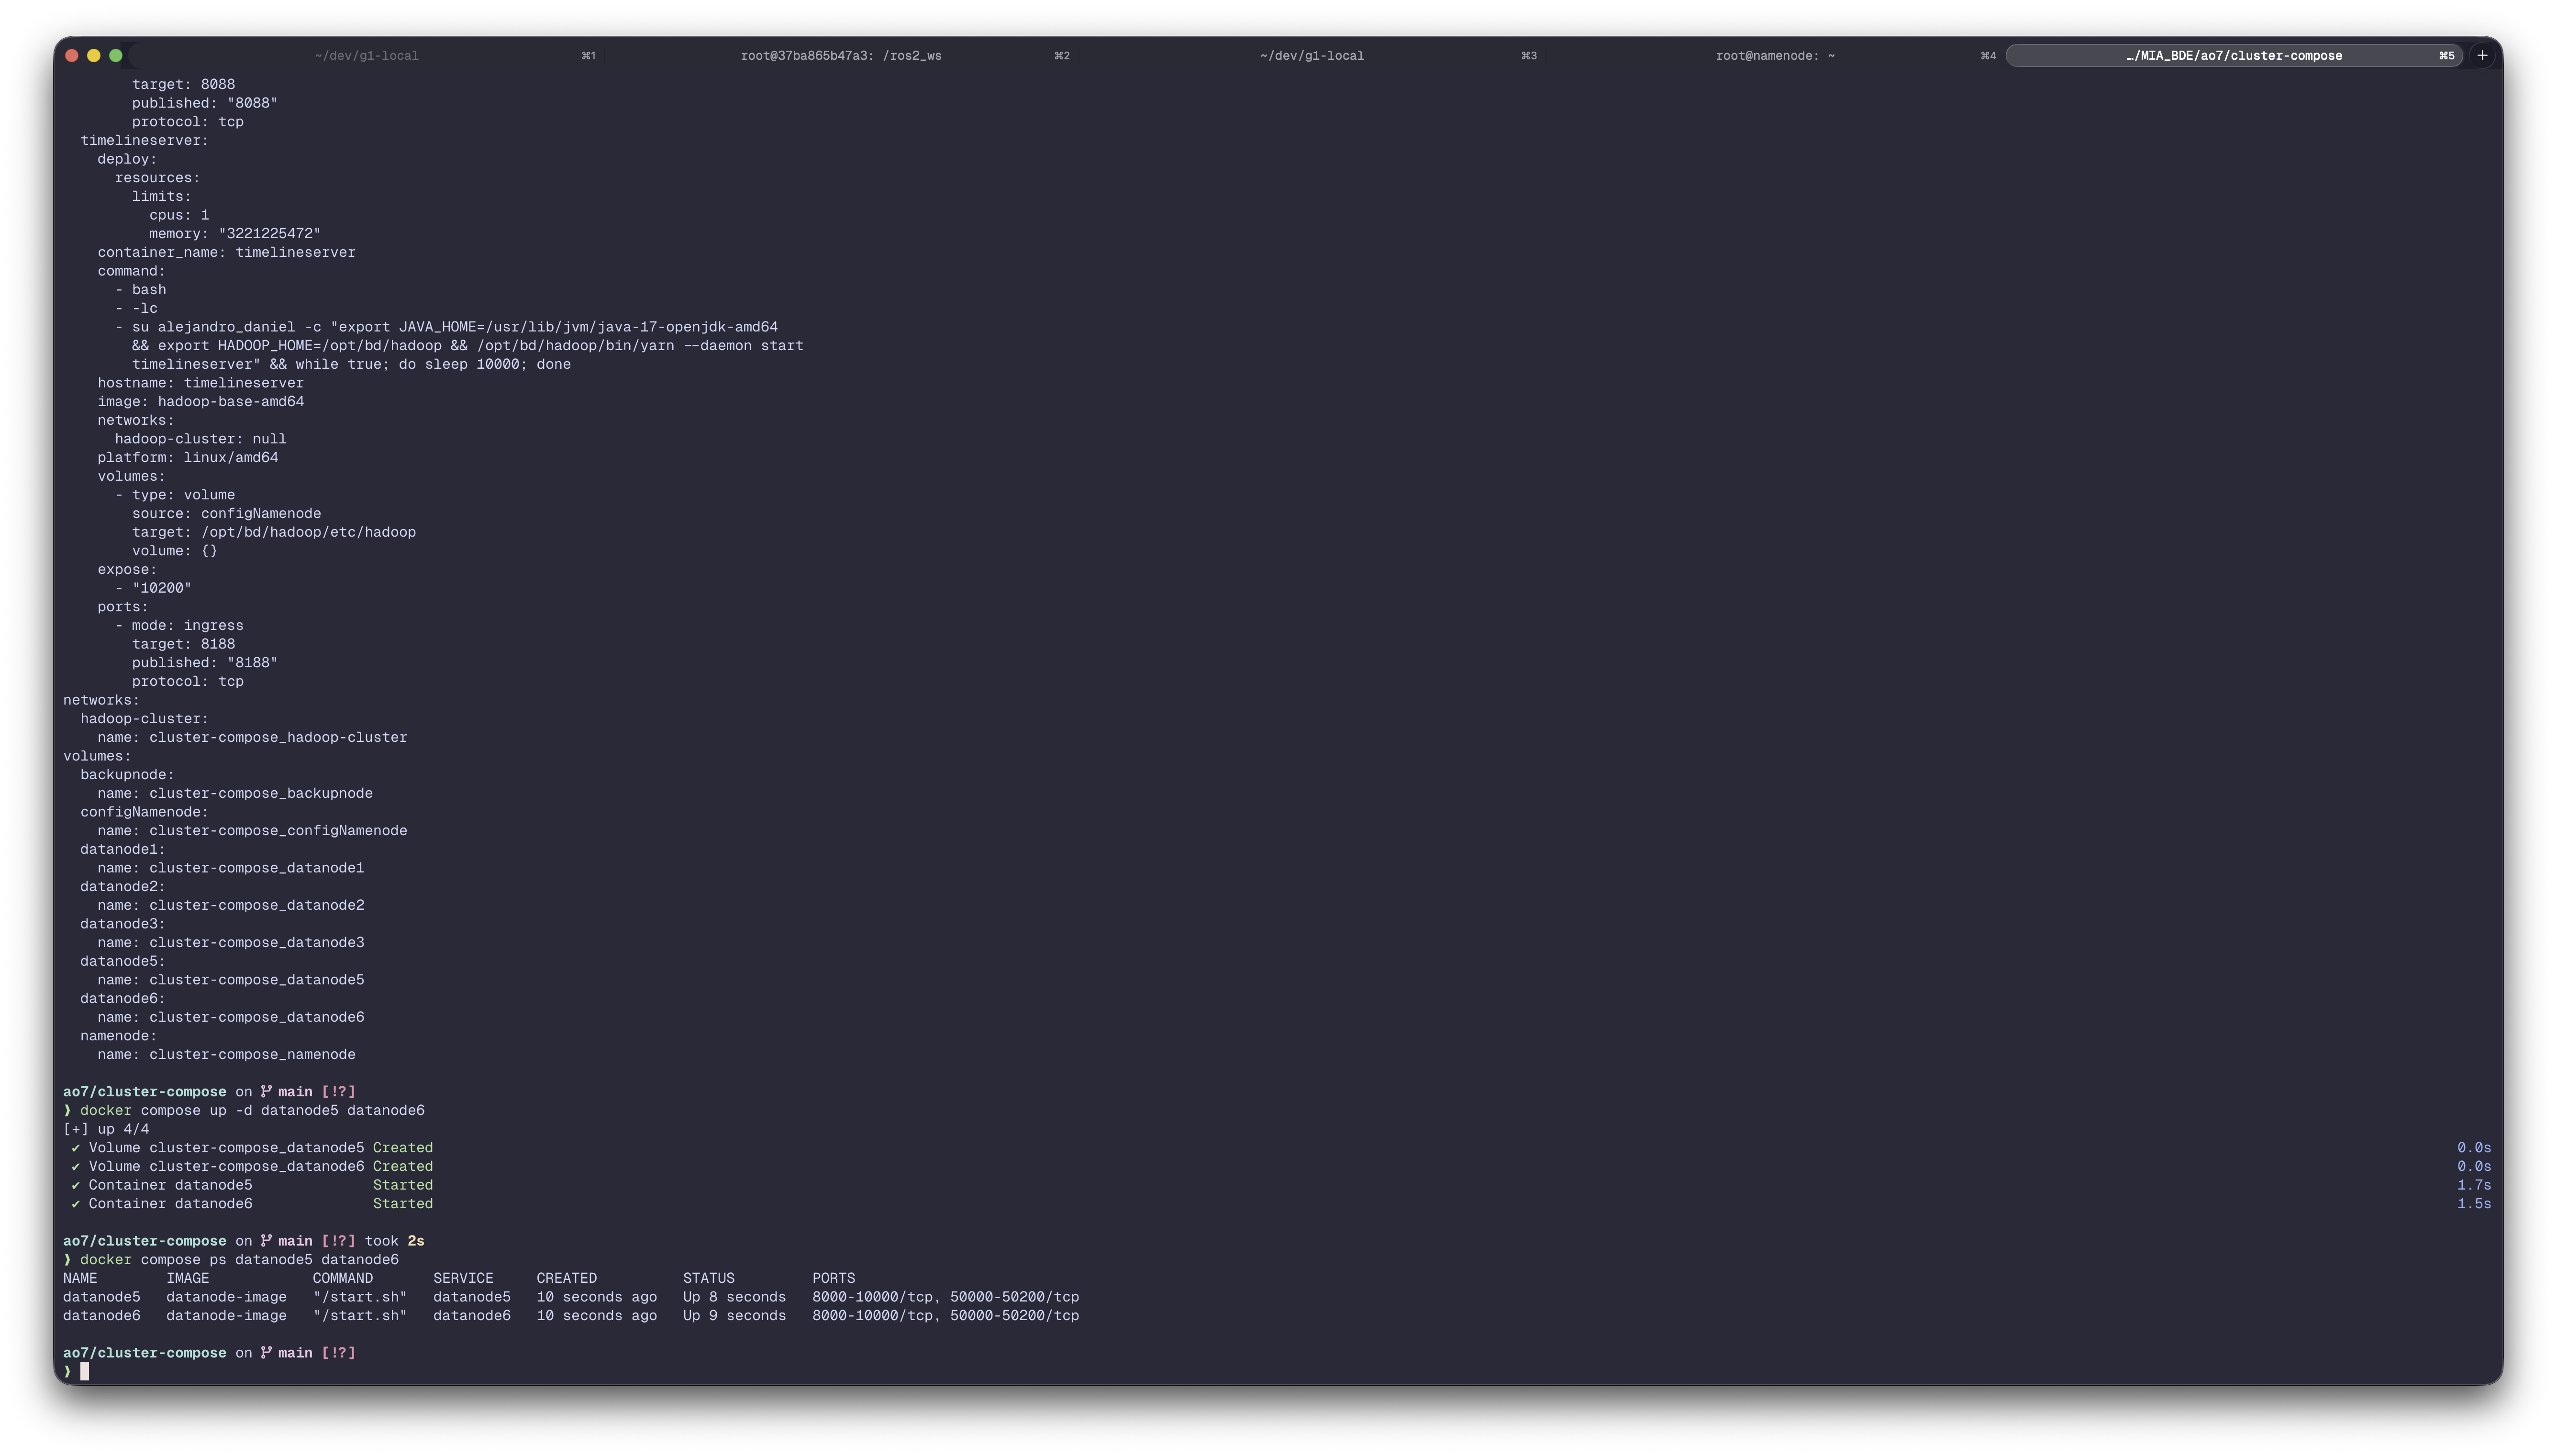 ~/dev/g1-local ⌘1 root@37ba865b47a3: /ros2_ws ⌘2 ~/dev/g1-local ⌘3 root@namenode: ~ ⌘4 …/MIA_BDE/ao7/cluster-compose ⌘5 +
        target: 8088
        published: "8088"
        protocol: tcp
  timelineserver:
    deploy:
      resources:
        limits:
          cpus: 1
          memory: "3221225472"
    container_name: timelineserver
    command:
      - bash
      - -lc
      - su alejandro_daniel -c "export JAVA_HOME=/usr/lib/jvm/java-17-openjdk-amd64
        && export HADOOP_HOME=/opt/bd/hadoop && /opt/bd/hadoop/bin/yarn --daemon start
        timelineserver" && while true; do sleep 10000; done
    hostname: timelineserver
    image: hadoop-base-amd64
    networks:
      hadoop-cluster: null
    platform: linux/amd64
    volumes:
      - type: volume
        source: configNamenode
        target: /opt/bd/hadoop/etc/hadoop
        volume: {}
    expose:
      - "10200"
    ports:
      - mode: ingress
        target: 8188
        published: "8188"
        protocol: tcp
networks:
  hadoop-cluster:
    name: cluster-compose_hadoop-cluster
volumes:
  backupnode:
    name: cluster-compose_backupnode
  configNamenode:
    name: cluster-compose_configNamenode
  datanode1:
    name: cluster-compose_datanode1
  datanode2:
    name: cluster-compose_datanode2
  datanode3:
    name: cluster-compose_datanode3
  datanode5:
    name: cluster-compose_datanode5
  datanode6:
    name: cluster-compose_datanode6
  namenode:
    name: cluster-compose_namenode
ao7/cluster-compose on main [!?]
❯ docker compose up -d datanode5 datanode6
[+] up 4/4
 ✔ Volume cluster-compose_datanode5 Created 0.0s
 ✔ Volume cluster-compose_datanode6 Created 0.0s
 ✔ Container datanode5 Started 1.7s
 ✔ Container datanode6 Started 1.5s
ao7/cluster-compose on main [!?] took 2s
❯ docker compose ps datanode5 datanode6
NAME IMAGE COMMAND SERVICE CREATED STATUS PORTS
datanode5 datanode-image "/start.sh" datanode5 10 seconds ago Up 8 seconds 8000-10000/tcp, 50000-50200/tcp
datanode6 datanode-image "/start.sh" datanode6 10 seconds ago Up 9 seconds 8000-10000/tcp, 50000-50200/tcp
ao7/cluster-compose on main [!?]
❯